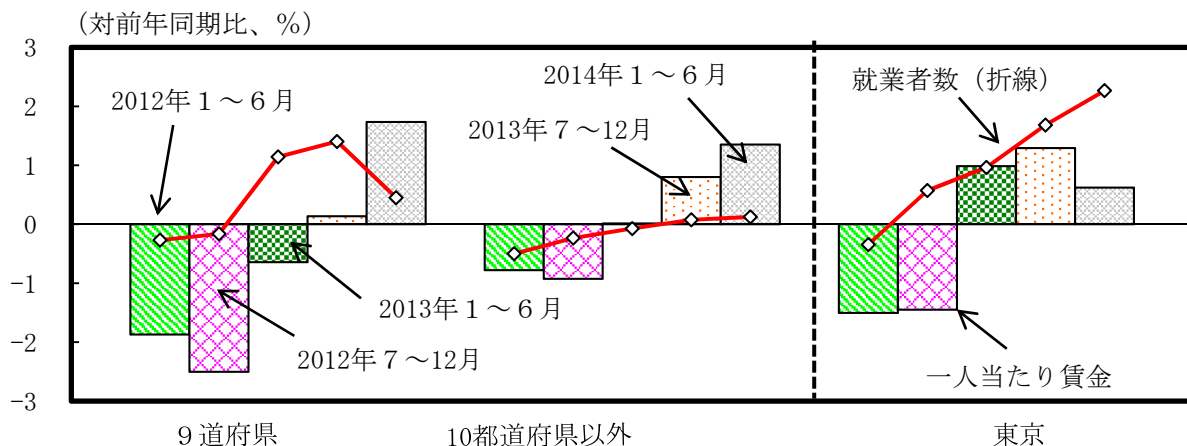 （対前年同期比、％）
3
2
1
0
−1
−2
−3
2012年１～６月
2014年１～６月
2013年７～12月
就業者数（折線）
2013年１～６月
2012年７～12月
一人当たり賃金
９道府県
10都道府県以外
東京